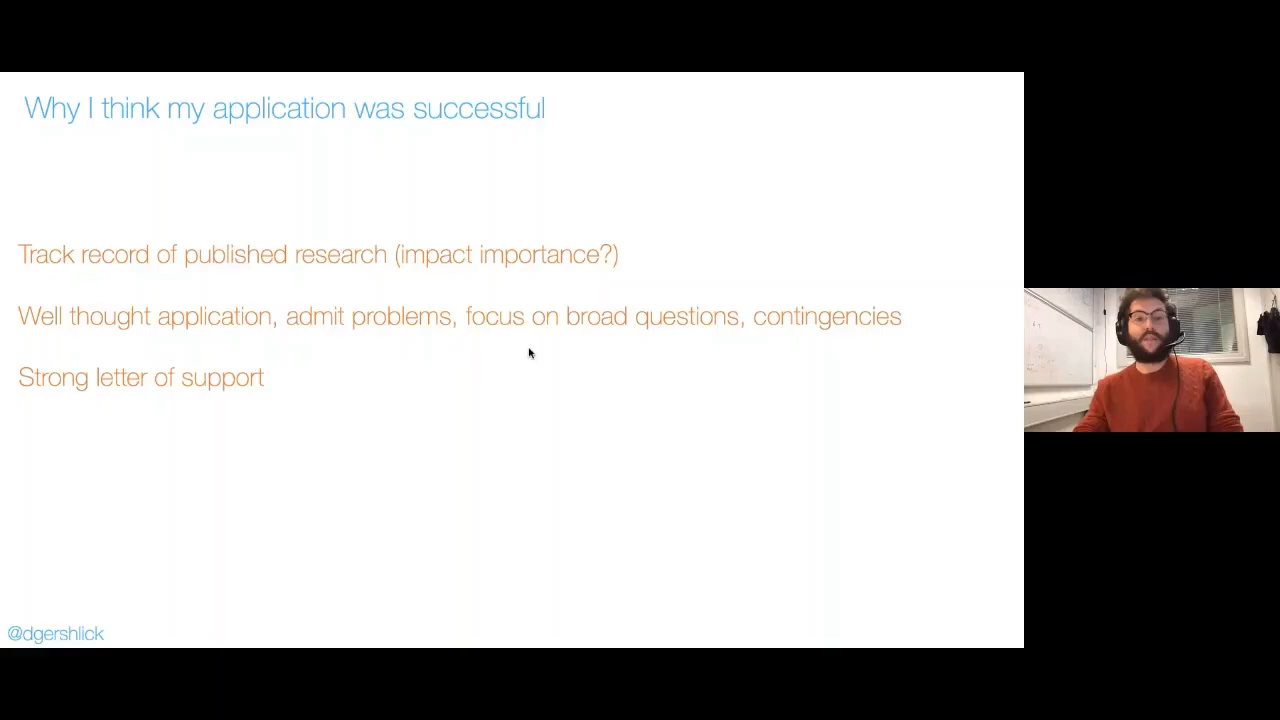 Why I think my application was successful
Track record of published research (impact importance?)
Well thought application, admit problems, focus on broad questions, contingencies
Strong letter of support
@dgershlick